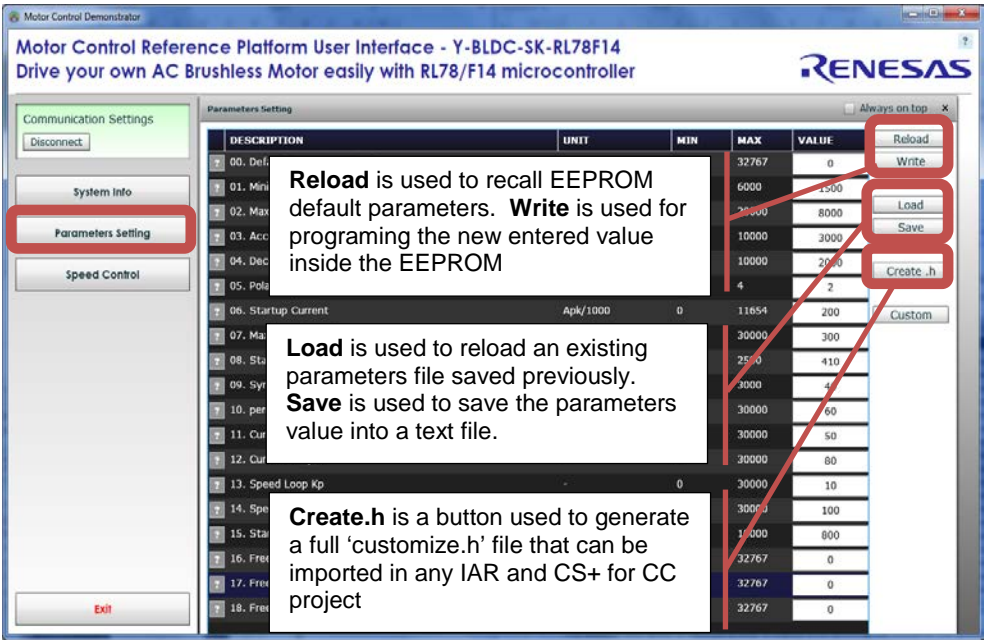 Motor Control Demonstrator
Motor Control Reference Platform User Interface - Y-BLDC-SK-RL78F14
Drive your own AC Brushless Motor easily with RL78/F14 microcontroller
?
RENESAS
Communication Settings
Disconnect
System Info
Parameters Setting
Speed Control
Exit
Parameters Setting
Always on top x
DESCRIPTION UNIT MIN MAX VALUE
? 00. Def 32767 0
? 01. Mini 6000 1500
? 02. Max 20000 8000
? 03. Acc 10000 3000
? 04. Dec 10000 2000
? 05. Pola 4 2
? 06. Startup Current Apk/1000 0 11654 200
? 07. Ma 30000 300
? 08. Sta 2500 410
? 09. Syr 3000
? 10. per 30000 60
? 11. Cur 30000 50
? 12. Cur 30000 80
? 13. Speed Loop Kp - 0 30000 10
? 14. Spe 30000 100
? 15. Sta 800
? 16. Free 32767 0
? 17. Free 32767 0
? 18. Free 32767 0
Reload
Write
Load
Save
Create .h
Custom
Reload is used to recall EEPROM
default parameters. Write is used for
programing the new entered value
inside the EEPROM
Load is used to reload an existing
parameters file saved previously.
Save is used to save the parameters
value into a text file.
Create.h is a button used to generate
a full ‘customize.h’ file that can be
imported in any IAR and CS+ for CC
project